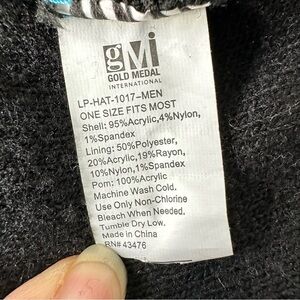 gMi
GOLD MEDAL
INTERNATIONAL
LP-HAT-1017-MEN
ONE SIZE FITS MOST
Shell: 95%Acrylic,4%Nylon,
1%Spandex
Lining: 50%Polyester,
20%Acrylic,19%Rayon,
10%Nylon,1%Spandex
Pom: 100%Acrylic
Machine Wash Cold.
Use Only Non-Chlorine
Bleach When Needed.
Tumble Dry Low.
Made in China
RN# 43476